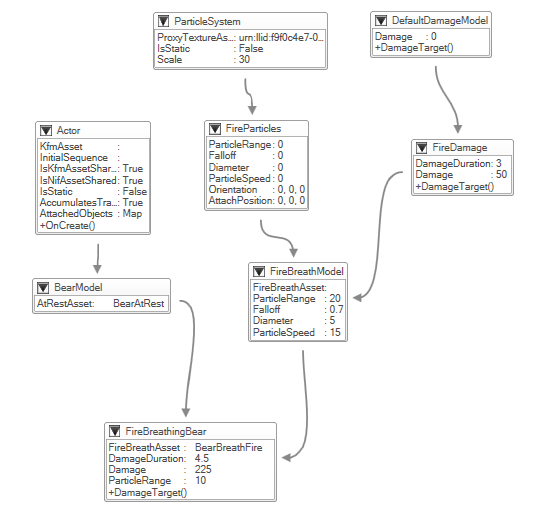 ParticleSystem
ProxyTextureAs...: urn:llid:f9f0c4e7-0...
IsStatic : False
Scale : 30
DefaultDamageModel
Damage : 0
+DamageTarget()
Actor
KfmAsset :
InitialSequence :
IsKfmAssetShar...: True
IsNifAssetShared: True
IsStatic : False
AccumulatesTra...: True
AttachedObjects : Map
+OnCreate()
FireParticles
ParticleRange : 0
Falloff : 0
Diameter : 0
ParticleSpeed : 0
Orientation : 0, 0, 0
AttachPosition : 0, 0, 0
FireDamage
DamageDuration: 3
Damage : 50
+DamageTarget()
BearModel
AtRestAsset: BearAtRest
FireBreathModel
FireBreathAsset:
ParticleRange : 20
Falloff : 0.7
Diameter : 5
ParticleSpeed : 15
FireBreathingBear
FireBreathAsset : BearBreathFire
DamageDuration: 4.5
Damage : 225
ParticleRange : 10
+DamageTarget()